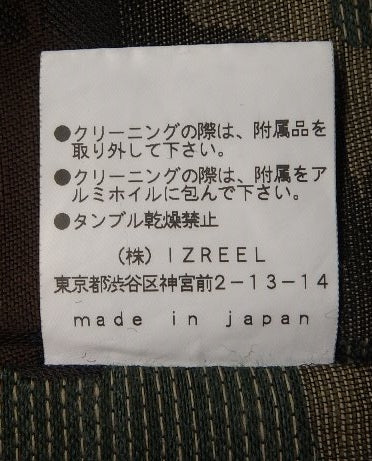 ●クリーニングの際は、附属品を
取り外して下さい。
●クリーニングの際は、附属をア
ルミホイルに包んで下さい。
●タンブル乾燥禁止
（株）IZREEL
東京都渋谷区神宮前2－13－14
made in japan